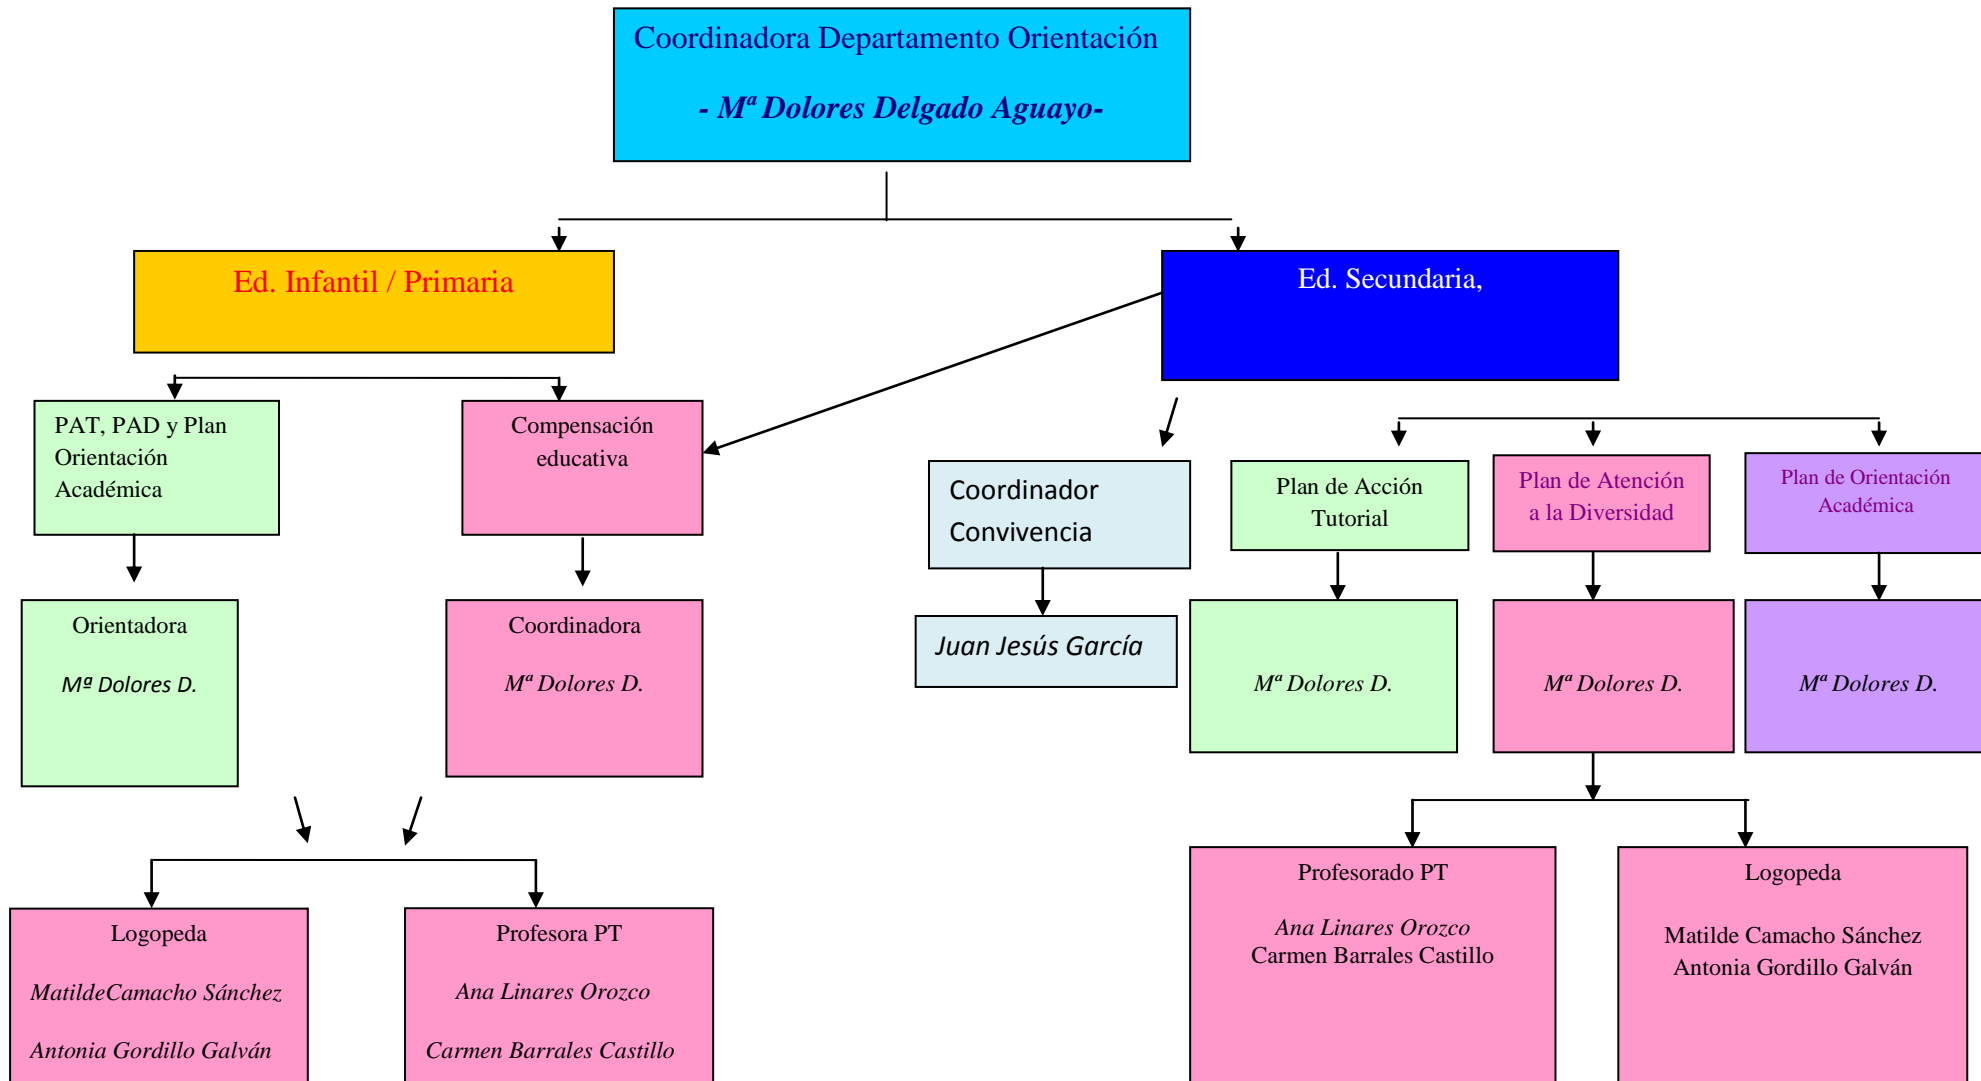 Coordinadora Departamento Orientación
- Mª Dolores Delgado Aguayo-
Ed. Infantil / Primaria
Ed. Secundaria,
PAT, PAD y Plan
Orientación
Académica
Compensación
educativa
Coordinador
Convivencia
Plan de Acción
Tutorial
Plan de Atención
a la Diversidad
Plan de Orientación
Académica
Orientadora
Mª Dolores D.
Coordinadora
Mª Dolores D.
Juan Jesús García
Mª Dolores D.
Mª Dolores D.
Mª Dolores D.
Logopeda
MatildeCamacho Sánchez
Antonia Gordillo Galván
Profesora PT
Ana Linares Orozco
Carmen Barrales Castillo
Profesorado PT
Ana Linares Orozco
Carmen Barrales Castillo
Logopeda
Matilde Camacho Sánchez
Antonia Gordillo Galván